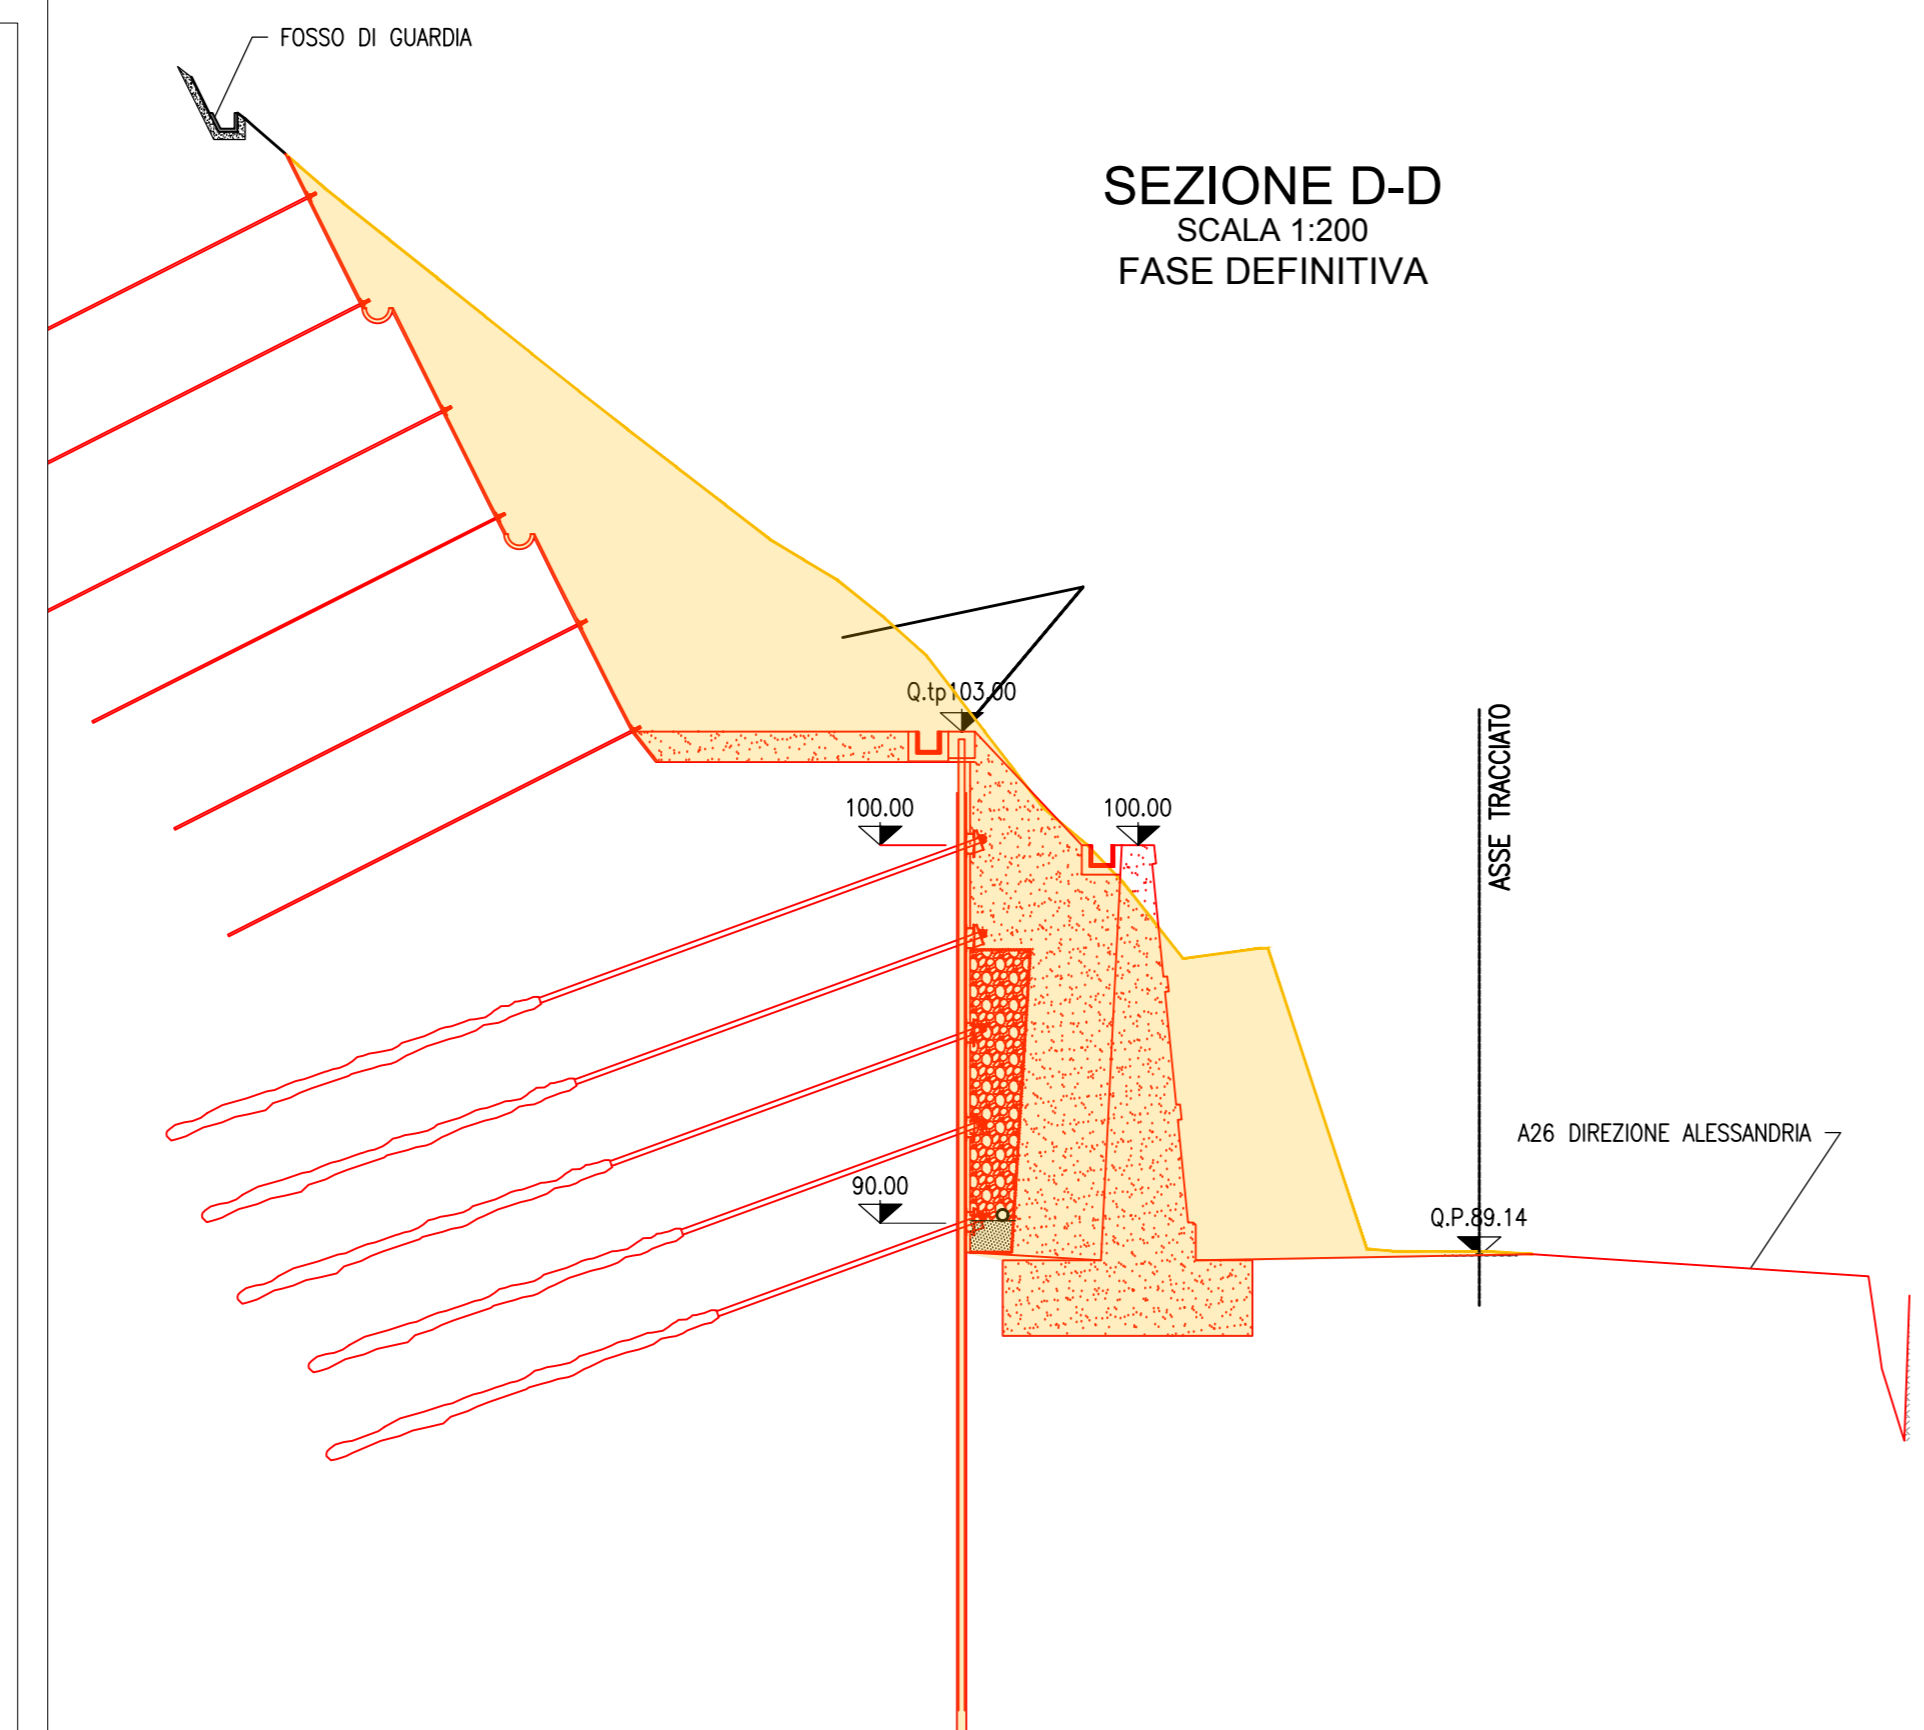 FOSSO DI GUARDIA
SEZIONE D-D
SCALA 1:200
FASE DEFINITIVA
Q.tp103.00
100.00
100.00
ASSE TRACCIATO
A26 DIREZIONE ALESSANDRIA
90.00
Q.P.89.14